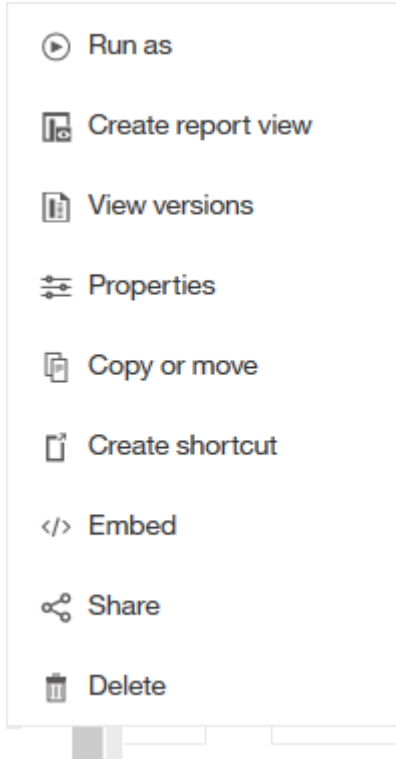 Run as
Create report view
View versions
Properties
Copy or move
Create shortcut
Embed
Share
Delete